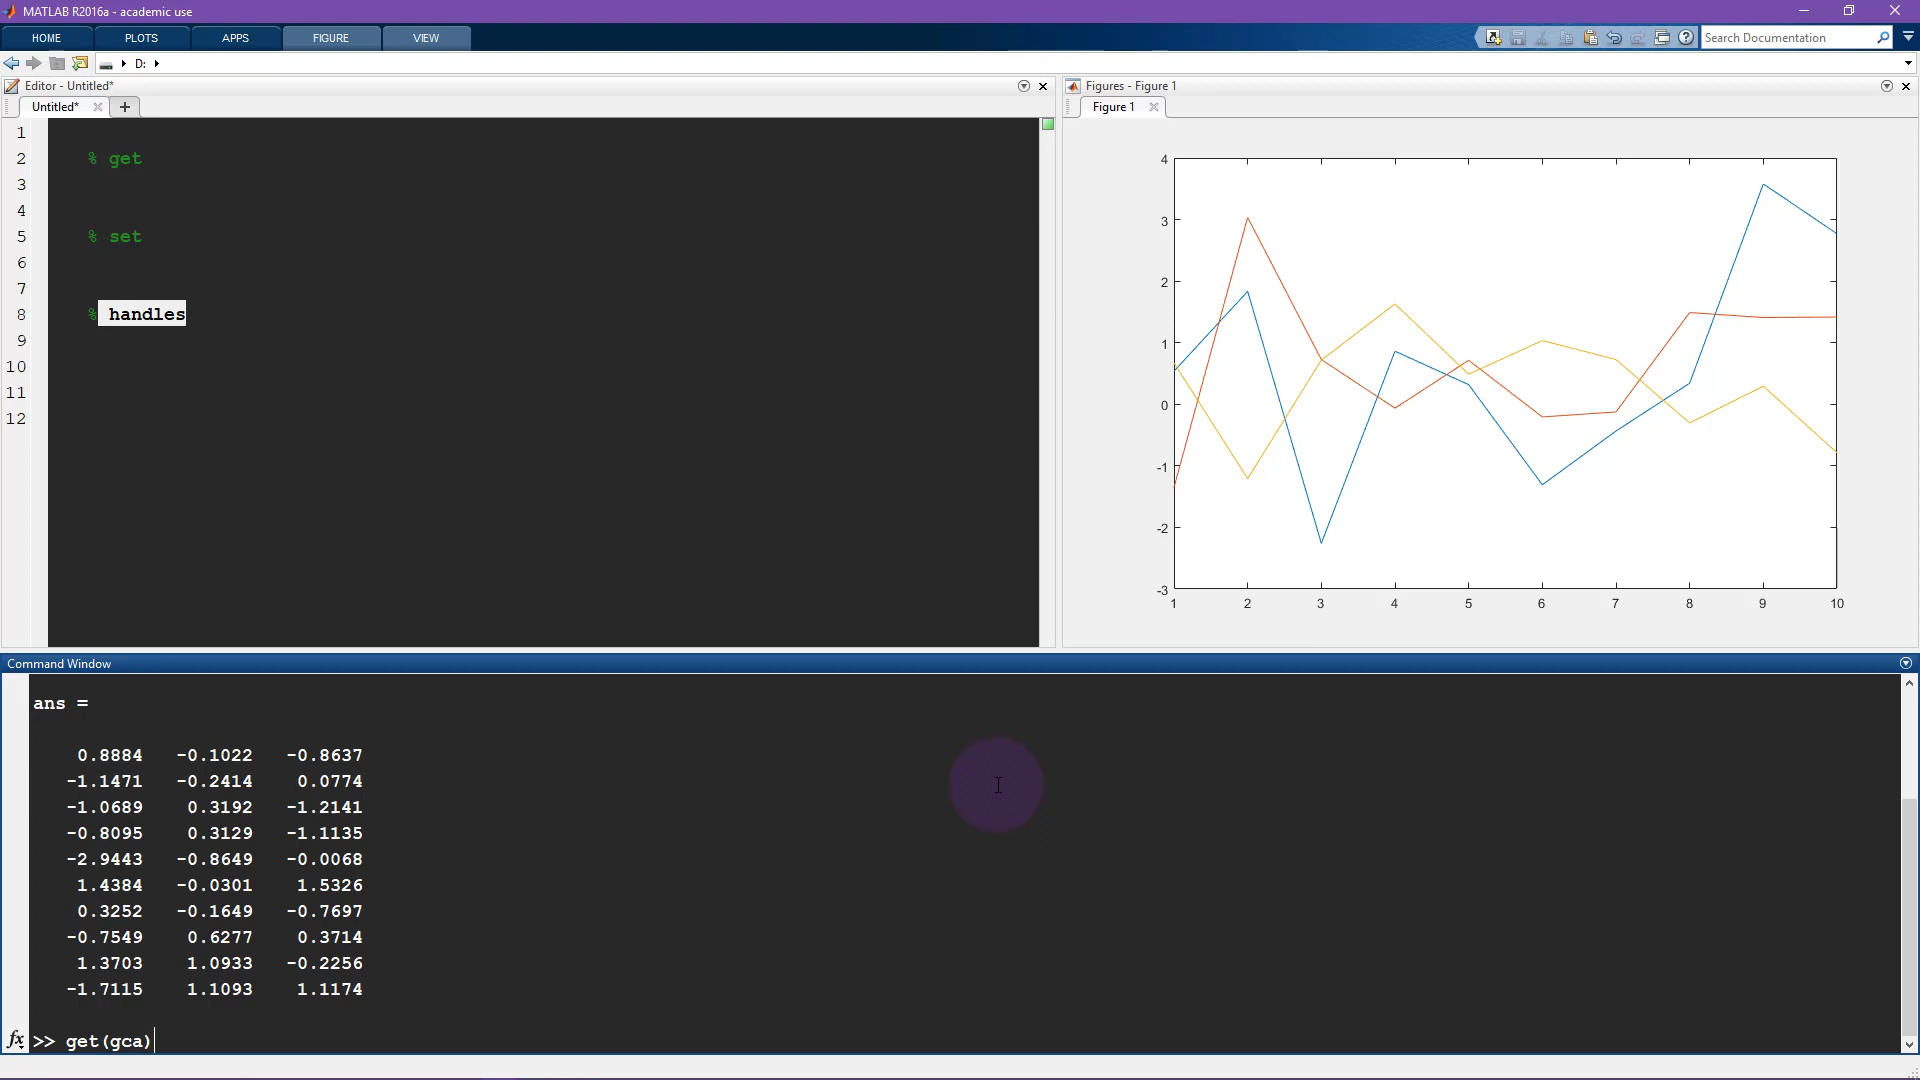 MATLAB R2016a - academic use
HOME PLOTS APPS FIGURE VIEW
Search Documentation
D:
Editor - Untitled*
Untitled*
1
2 % get
3
4
5 % set
6
7
8 % handles
9
10
11
12
Figures - Figure 1
Figure 1
4
3
2
1
0
-1
-2
-3
1 2 3 4 5 6 7 8 9 10
Command Window
ans =
0.8884 -0.1022 -0.8637
-1.1471 -0.2414 0.0774
-1.0689 0.3192 -1.2141
-0.8095 0.3129 -1.1135
-2.9443 -0.8649 -0.0068
1.4384 -0.0301 1.5326
0.3252 -0.1649 -0.7697
-0.7549 0.6277 0.3714
1.3703 1.0933 -0.2256
-1.7115 1.1093 1.1174
fx >> get(gca)